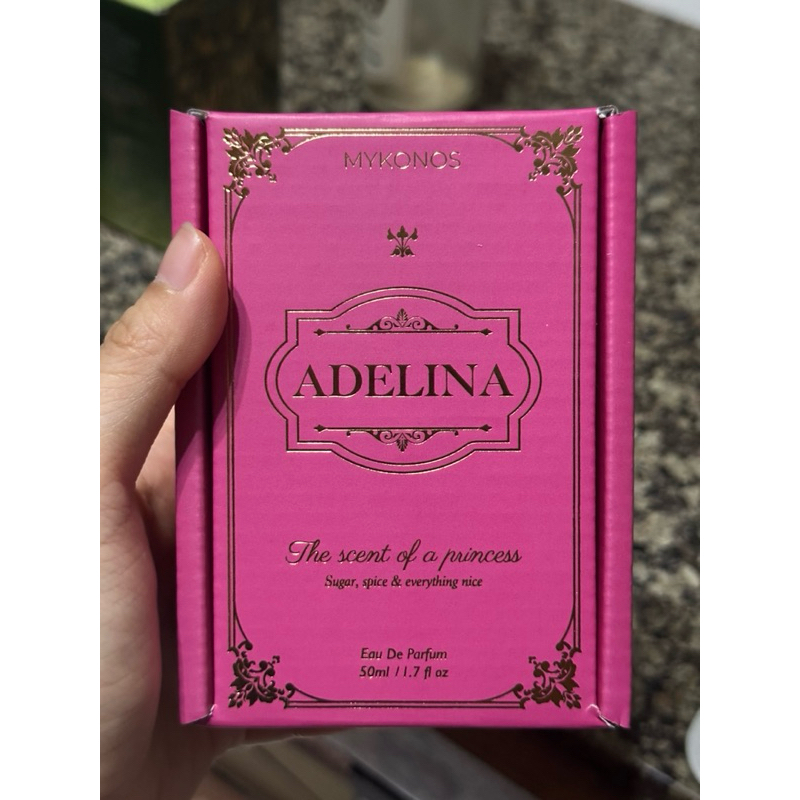 MYKONOS
ADELINA
The scent of a princess
Sugar, spice & everything nice
Eau De Parfum
50ml / 1.7 fl oz